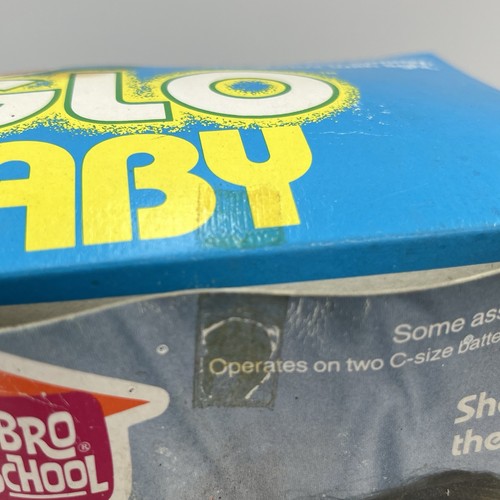 GLO
ABY
Some ass
Operates on two C-size batte
BRO
SCHOOL®
Sh
the